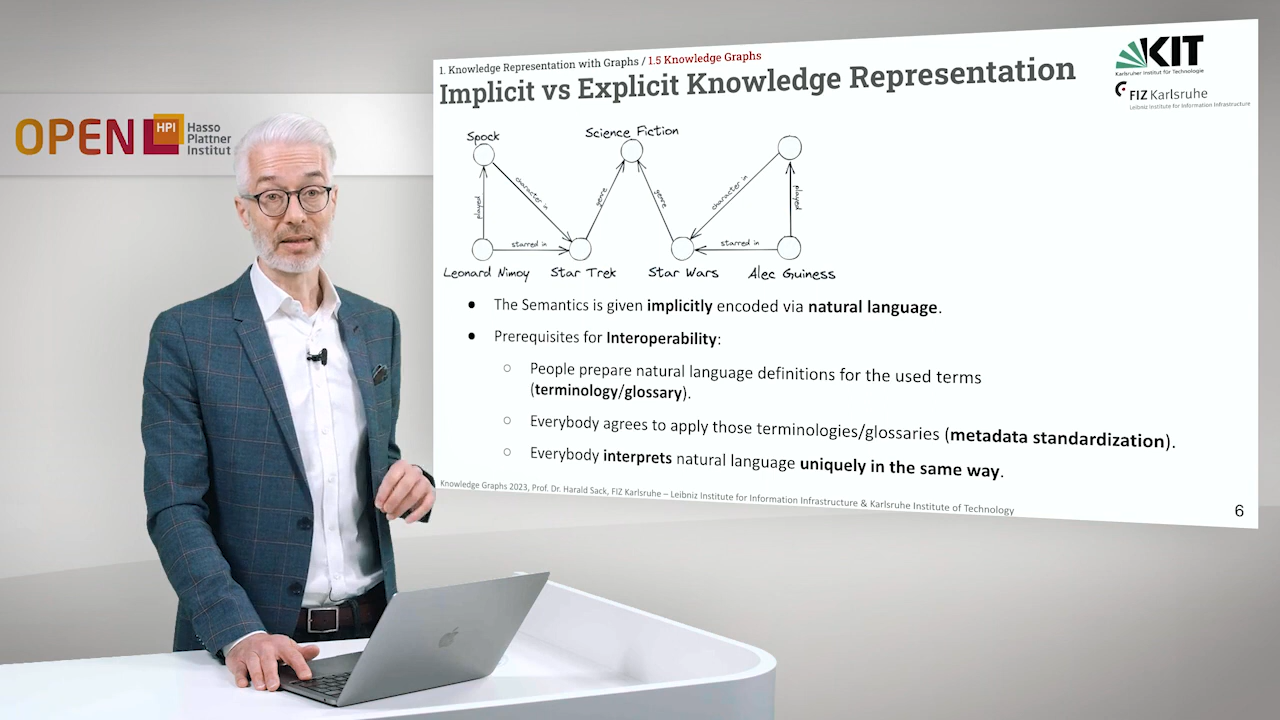 1. Knowledge Representation with Graphs / 1.5 Knowledge Graphs
Implicit vs Explicit Knowledge Representation
KIT
Karlsruher Institut für Technologie
FIZ Karlsruhe
Leibniz Institute for Information Infrastructure
OPEN HPI Hasso
Plattner
Institut
Spock
Science Fiction
character in
genre
genre
character in
played
played
starred in
starred in
Leonard Nimoy
Star Trek
Star Wars
Alec Guiness
● The Semantics is given implicitly encoded via natural language.
● Prerequisites for Interoperability:
○ People prepare natural language definitions for the used terms
(terminology/glossary).
○ Everybody agrees to apply those terminologies/glossaries (metadata standardization).
○ Everybody interprets natural language uniquely in the same way.
Knowledge Graphs 2023, Prof. Dr. Harald Sack, FIZ Karlsruhe – Leibniz Institute for Information Infrastructure & Karlsruhe Institute of Technology
6